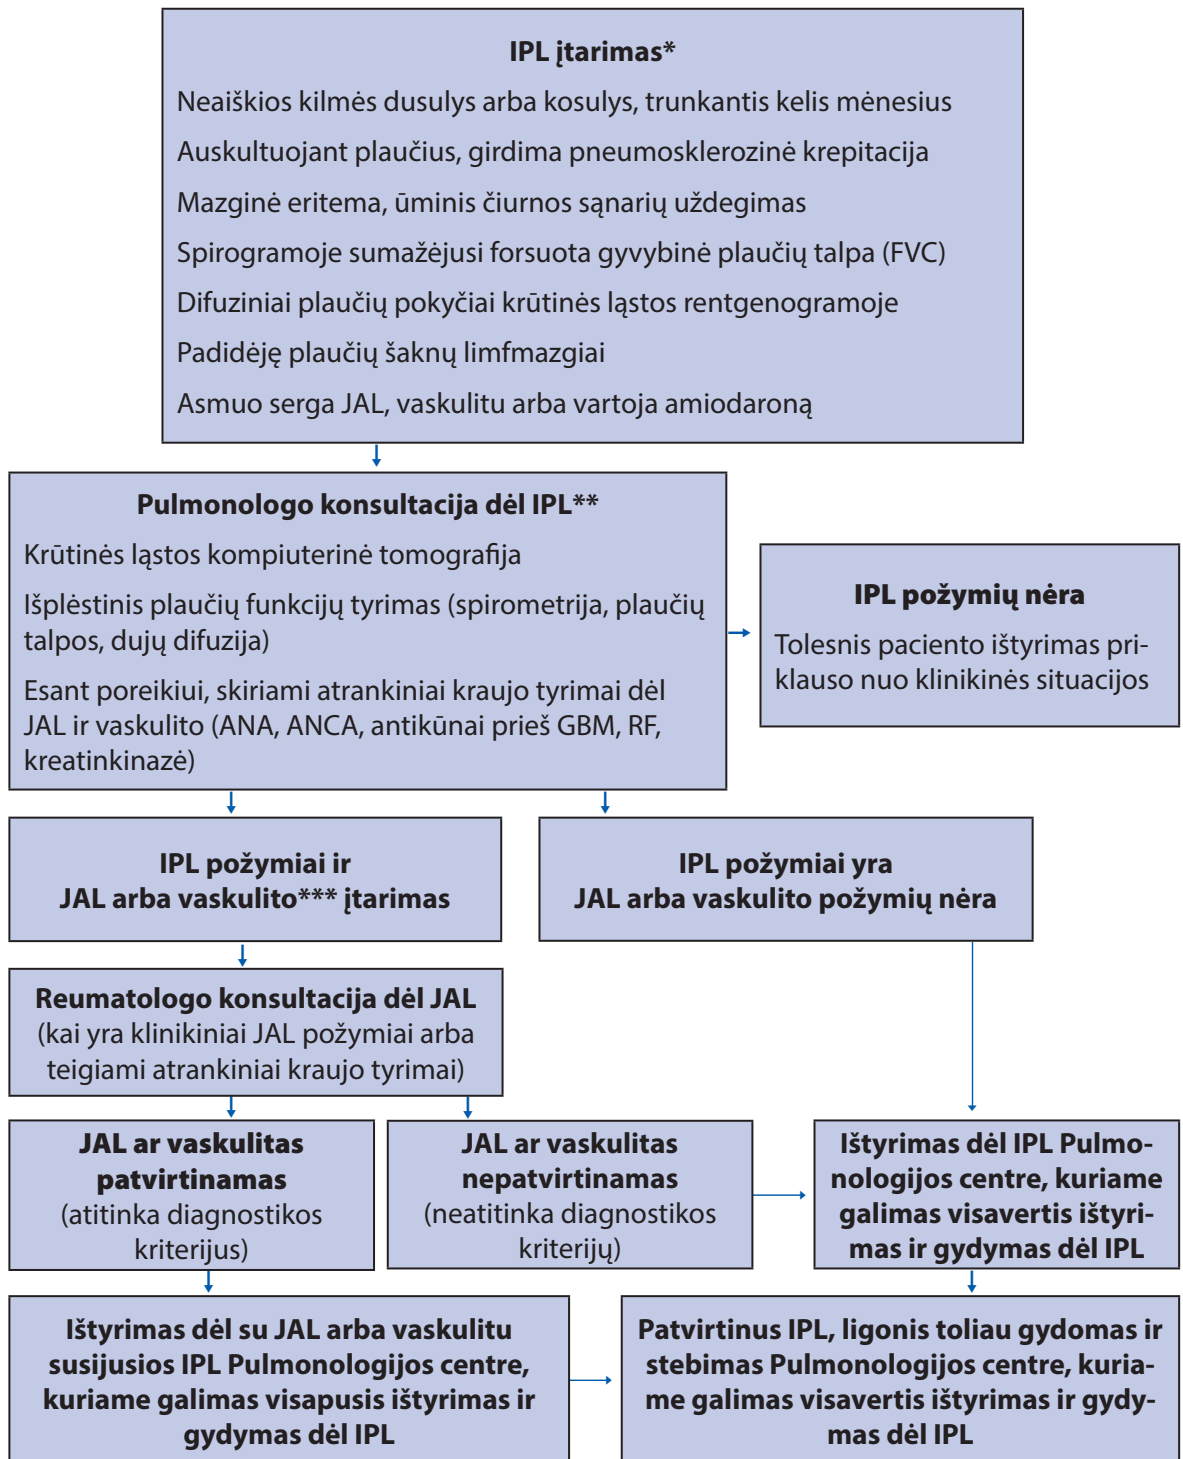 IPL įtarimas*
Neaiškios kilmės dusulys arba kosulys, trunkantis kelis mėnesius
Auskultuojant plaučius, girdima pneumosklerozinė krepitacija
Mazginė eritema, ūminis čiurnos sąnarių uždegimas
Spirogramoje sumažėjusi forsuota gyvybinė plaučių talpa (FVC)
Difuziniai plaučių pokyčiai krūtinės ląstos rentgenogramoje
Padidėję plaučių šaknų limfmazgiai
Asmuo serga JAL, vaskulitu arba vartoja amiodaroną
Pulmonologo konsultacija dėl IPL**
Krūtinės ląstos kompiuterinė tomografija
Išplėstinis plaučių funkcijų tyrimas (spirometrija, plaučių
talpos, dujų difuzija)
Esant poreikiui, skiriami atrankiniai kraujo tyrimai dėl
JAL ir vaskulito (ANA, ANCA, antikūnai prieš GBM, RF,
kreatinkinazė)
IPL požymių nėra
Tolesnis paciento ištyrimas pri-
klauso nuo klinikinės situacijos
IPL požymiai ir
JAL arba vaskulito*** įtarimas
IPL požymiai yra
JAL arba vaskulito požymių nėra
Reumatologo konsultacija dėl JAL
(kai yra klinikiniai JAL požymiai arba
teigiami atrankiniai kraujo tyrimai)
JAL ar vaskulitas
patvirtinamas
(atitinka diagnostikos
kriterijus)
JAL ar vaskulitas
nepatvirtinamas
(neatitinka diagnostikos
kriterijų)
Ištyrimas dėl IPL Pulmo-
nologijos centre, kuriame
galimas visavertis ištyri-
mas ir gydymas dėl IPL
Ištyrimas dėl su JAL arba vaskulitu
susijusios IPL Pulmonologijos centre,
kuriame galimas visapusis ištyrimas ir
gydymas dėl IPL
Patvirtinus IPL, ligonis toliau gydomas ir
stebimas Pulmonologijos centre, kuria-
me galimas visavertis ištyrimas ir gydy-
mas dėl IPL